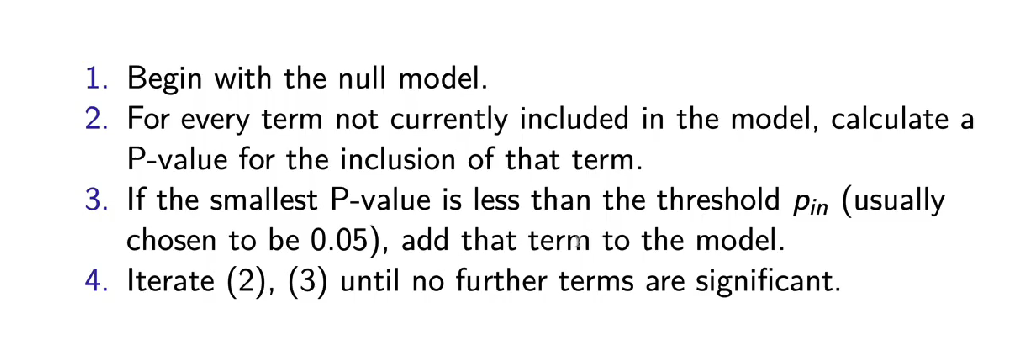 1. Begin with the null model.
2. For every term not currently included in the model, calculate a
P-value for the inclusion of that term.
3. If the smallest P-value is less than the threshold pin (usually
chosen to be 0.05), add that term to the model.
4. Iterate (2), (3) until no further terms are significant.